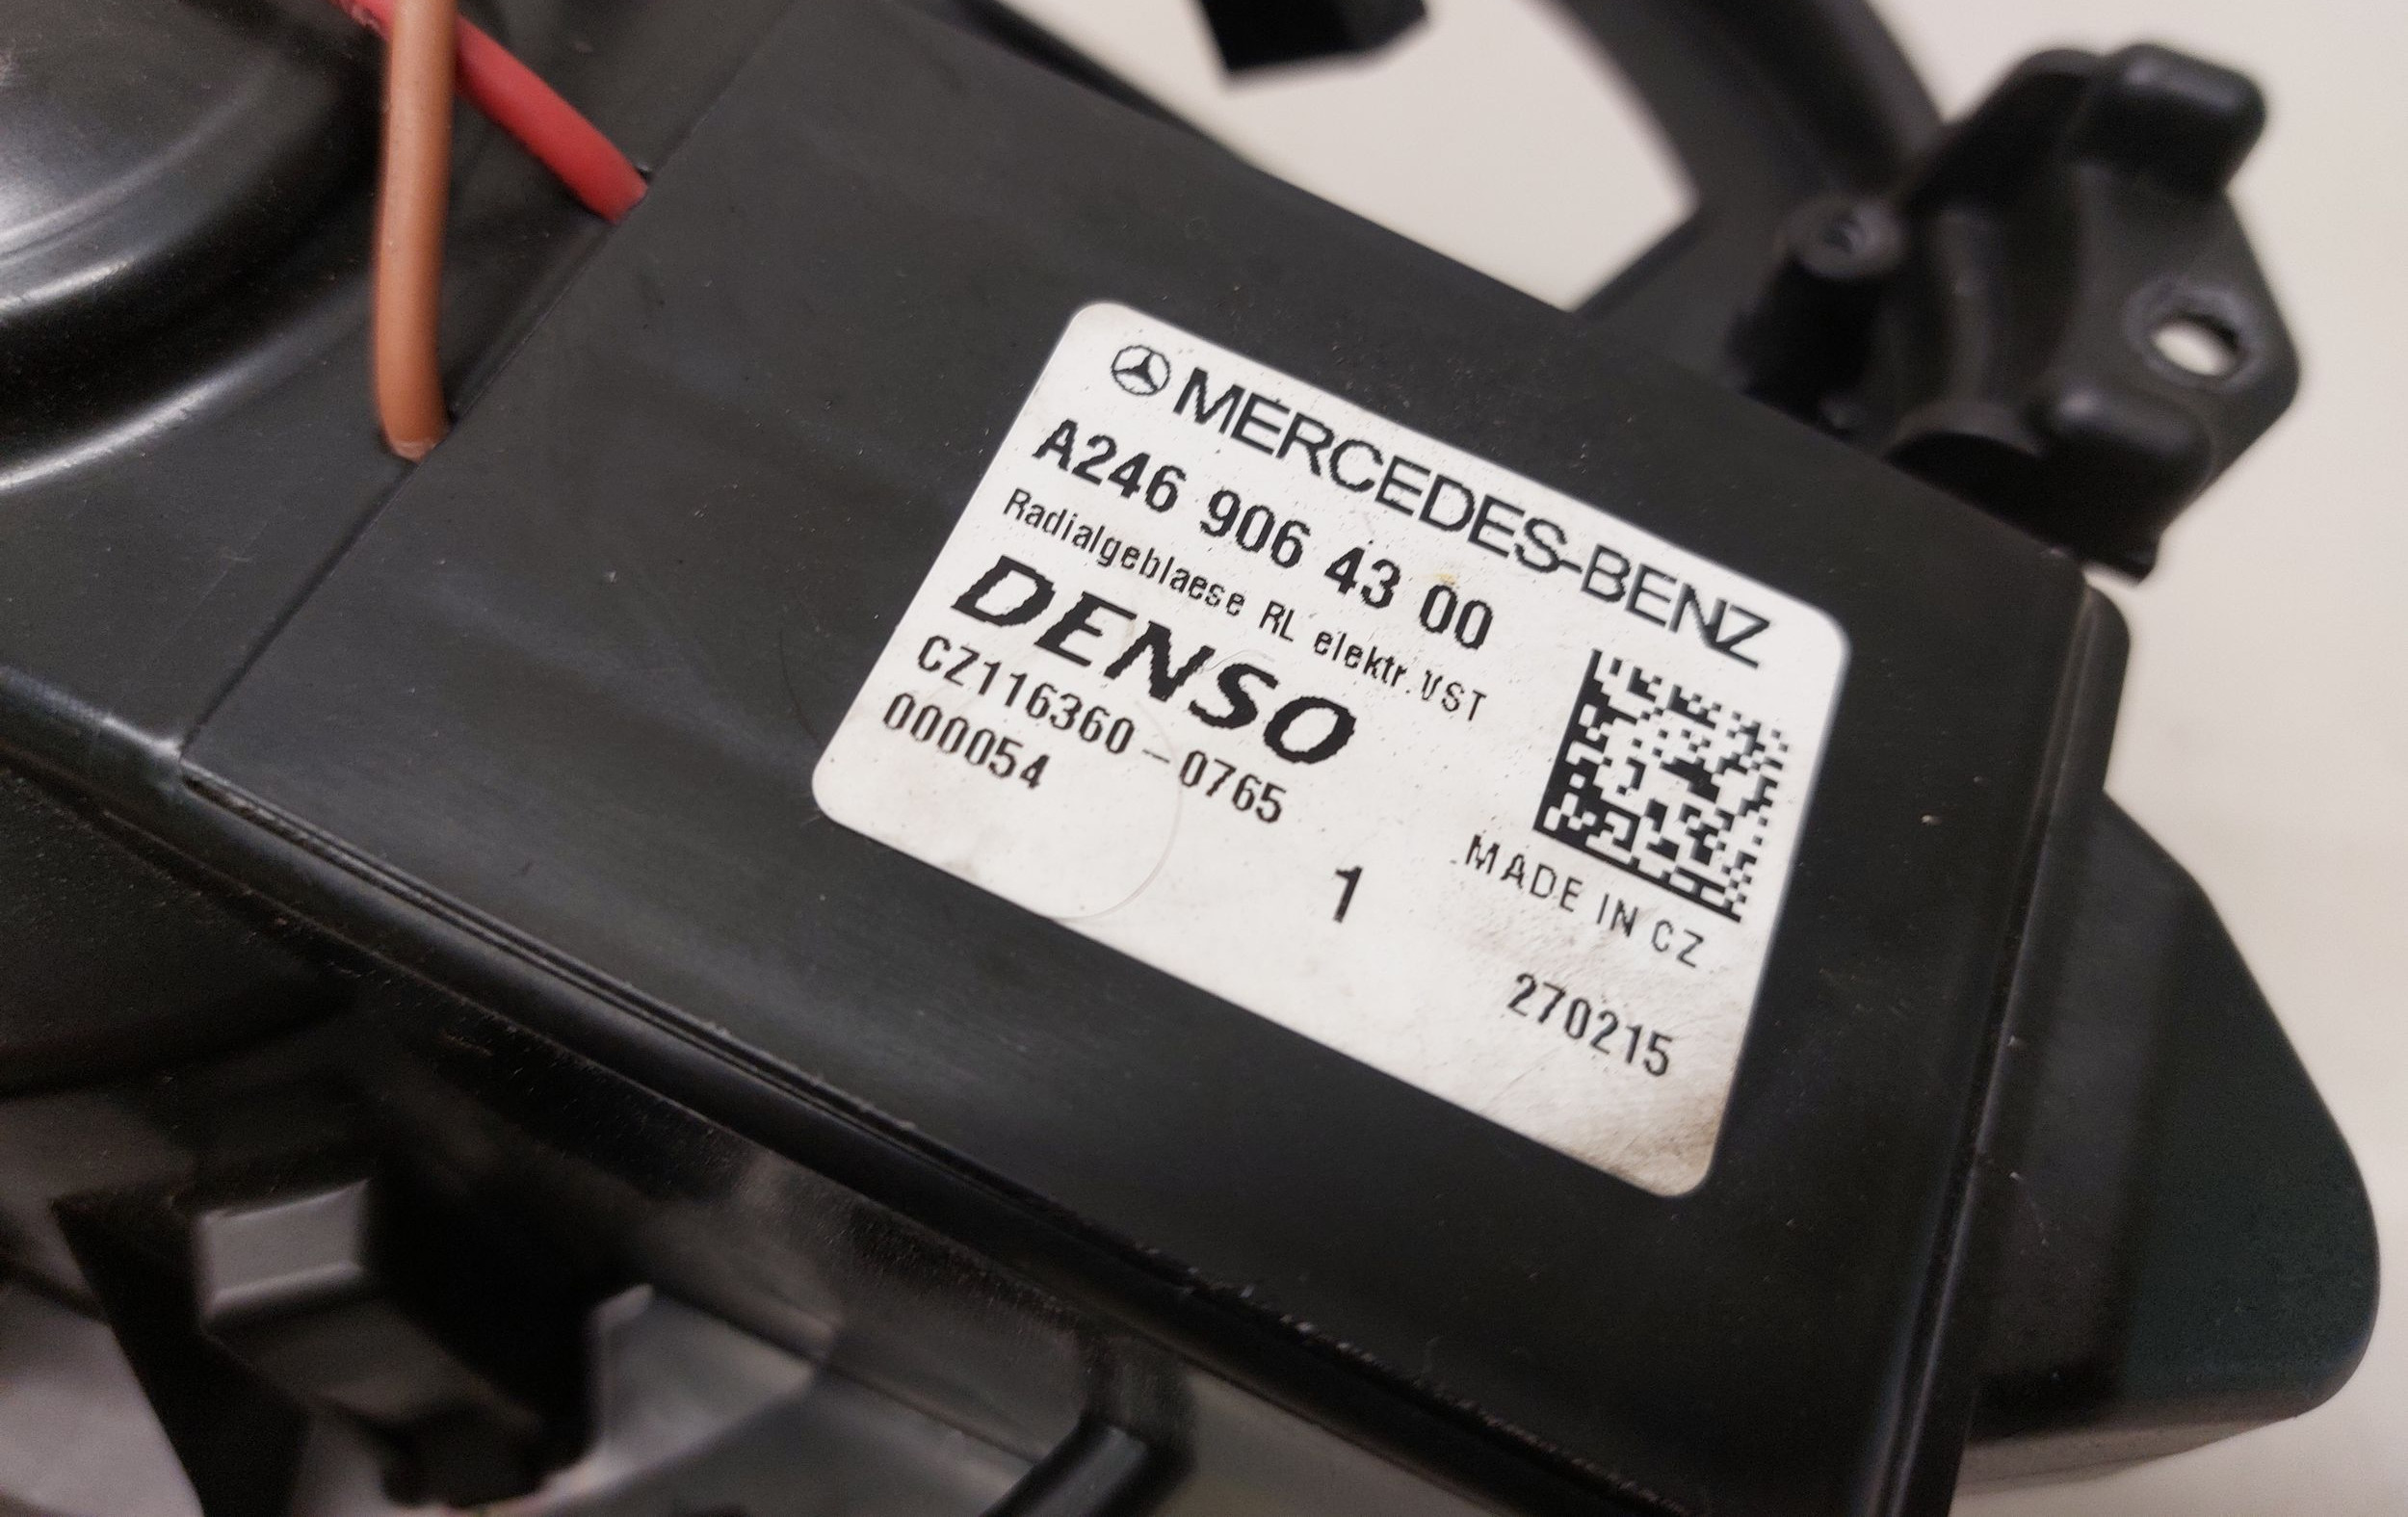 MERCEDES-BENZ
A246 906 43 00
Radialgeblaese RL elektr.VST
DENSO
CZ116360-0765
000054
1
MADE IN CZ
270215